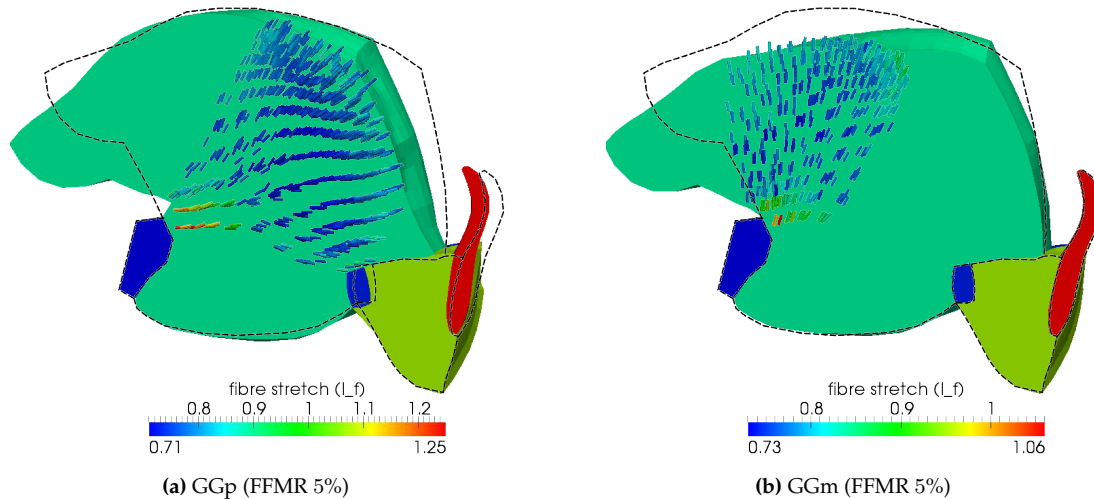 fibre stretch (l_f)
0.8 0.9 1 1.1 1.2
0.71 1.25
(a) GGp (FFMR 5%)
fibre stretch (l_f)
0.8 0.9 1
0.73 1.06
(b) GGm (FFMR 5%)